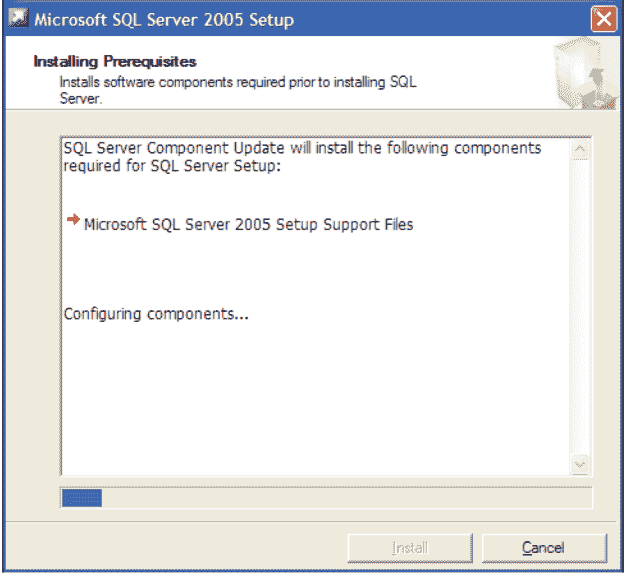 Microsoft SQL Server 2005 Setup
Installing Prerequisites
Installs software components required prior to installing SQL
Server.
SQL Server Component Update will install the following components
required for SQL Server Setup:
Microsoft SQL Server 2005 Setup Support Files
Configuring components...
Install
Cancel